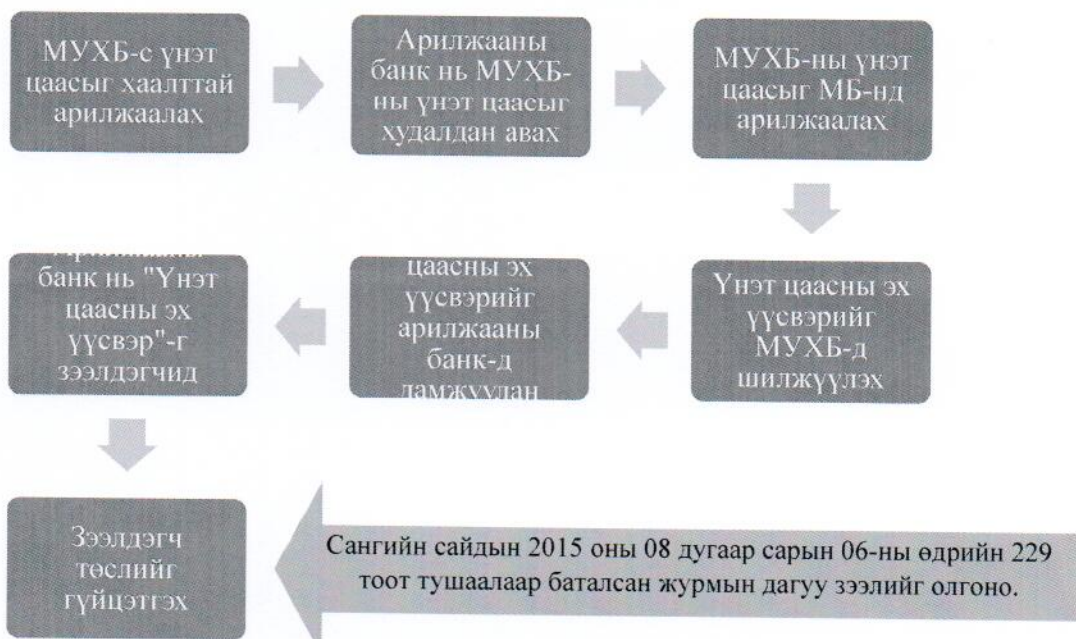 МУХБ-с үнэт
цаасыг хаалттай
арилжаалах
Арилжааны
банк нь МУХБ-
ны үнэт цаасыг
худалдан авах
МУХБ-ны үнэт
цаасыг МБ-нд
арилжаалах
Үнэт цаасны эх
үүсвэрийг
МУХБ-д
шилжүүлэх
цаасны эх
үүсвэрийг
арилжааны
банк-д
дамжуулан
банк нь "Үнэт
цаасны эх
үүсвэр"-г
зээлдэгчид
Зээлдэгч
төслийг
гүйцэтгэх
Сангийн сайдын 2015 оны 08 дугаар сарын 06-ны өдрийн 229
тоот тушаалаар баталсан журмын дагуу зээлийг олгоно.